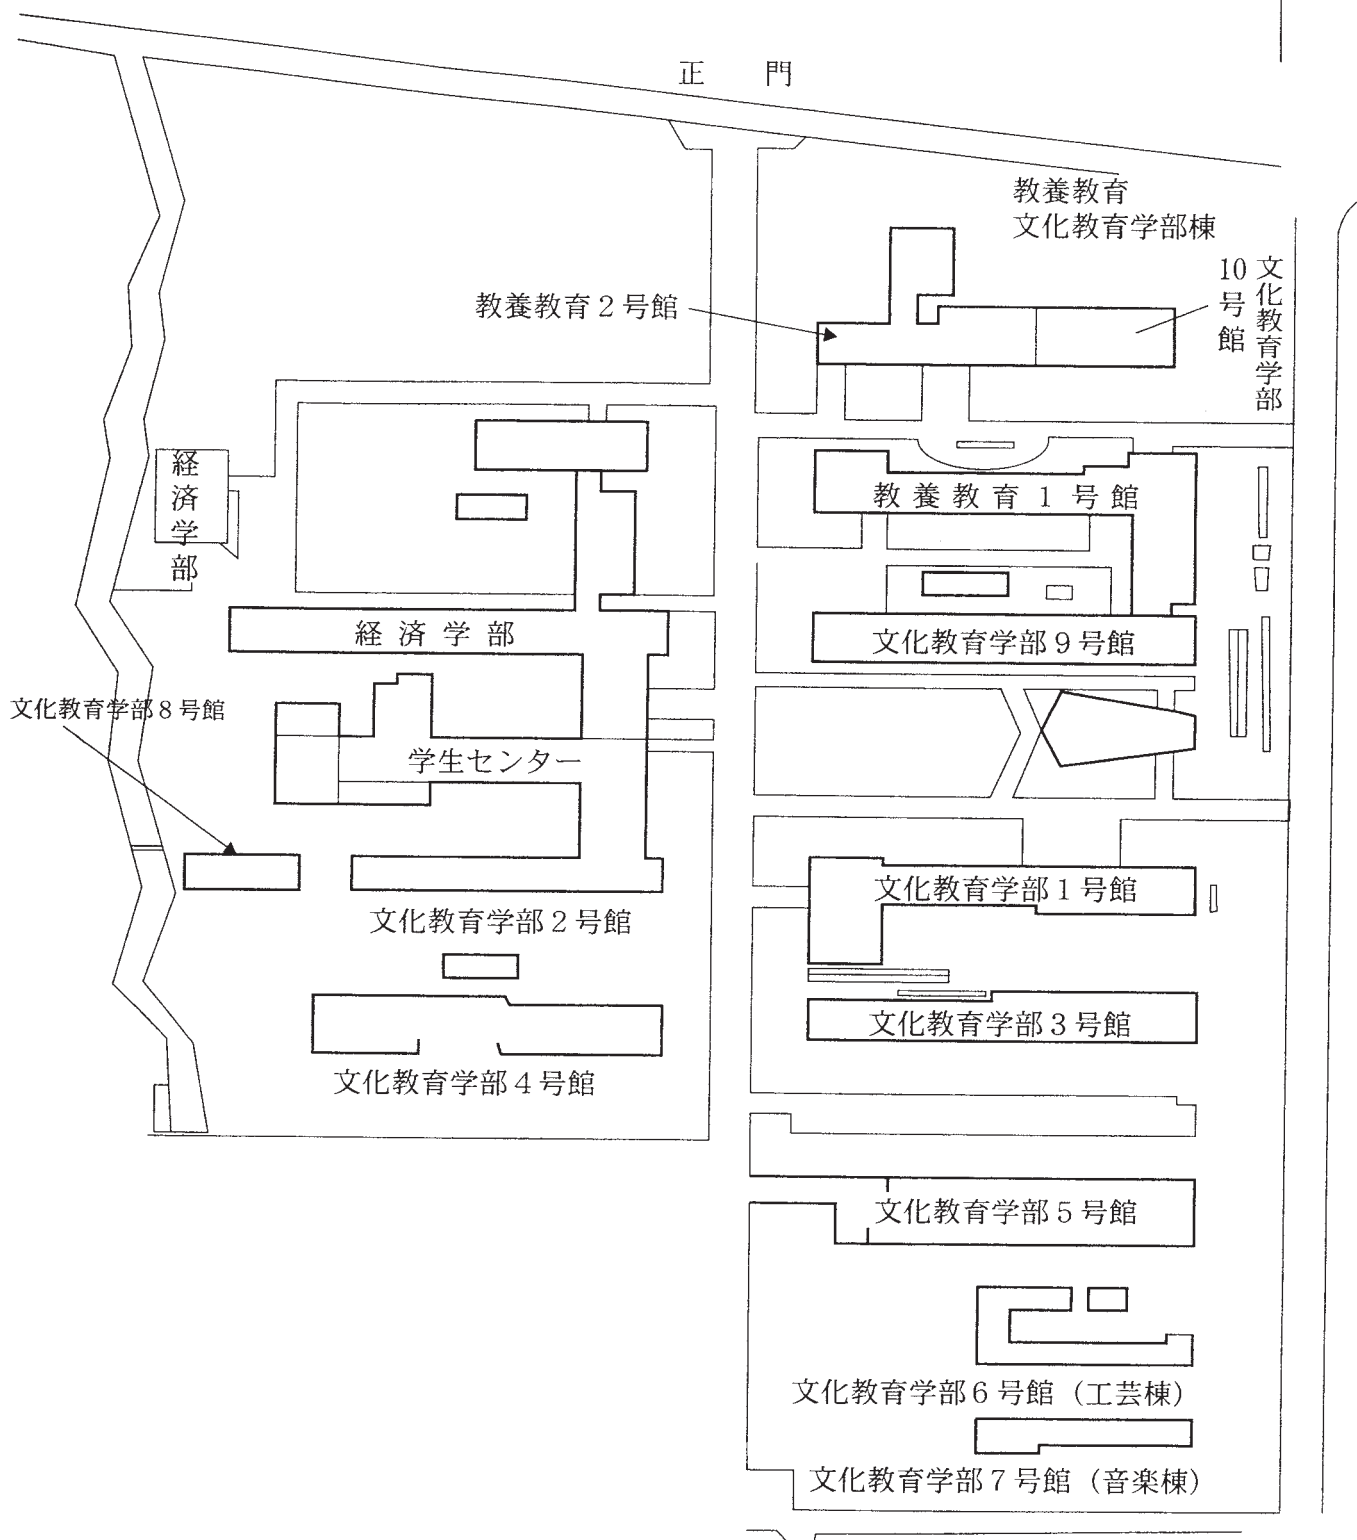 正　門
教養教育
文化教育学部棟
文化教育学部
10号館
教養教育２号館
経済学部
教養教育１号館
経済学部
文化教育学部９号館
文化教育学部８号館
学生センター
文化教育学部１号館
文化教育学部２号館
文化教育学部３号館
文化教育学部４号館
文化教育学部５号館
文化教育学部６号館（工芸棟）
文化教育学部７号館（音楽棟）